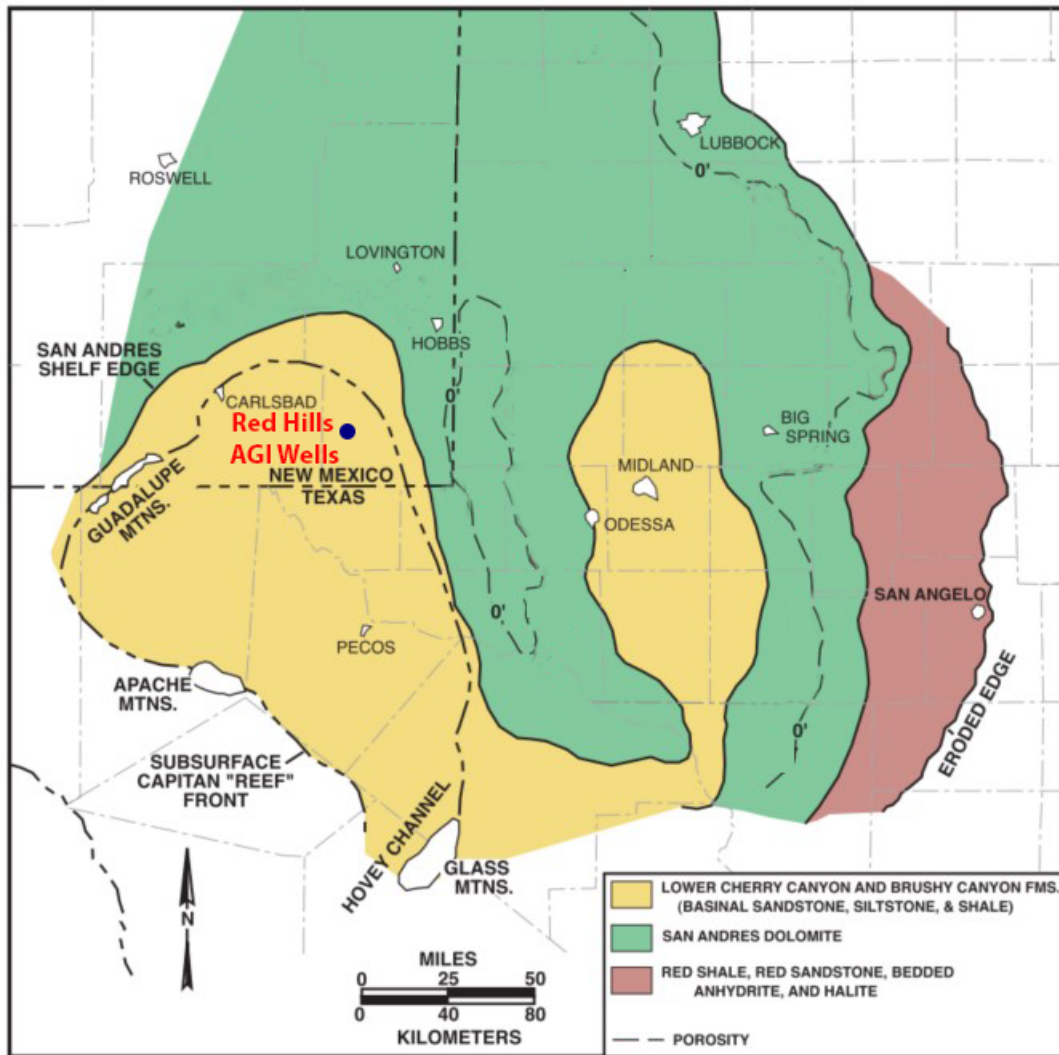 LUBBOCK
0'
ROSWELL
LOVINGTON
HOBBS
SAN ANDRES
SHELF EDGE
0'
CARLSBAD
Red Hills
AGI Wells
NEW MEXICO
TEXAS
BIG
SPRING
MIDLAND
ODESSA
GUADALUPE
MTNS.
SAN ANGELO
0'
PECOS
APACHE
MTNS.
SUBSURFACE
CAPITAN "REEF"
FRONT
0'
ERODED EDGE
HOVEY CHANNEL
GLASS
MTNS.
N
MILES
0 25 50
0 40 80
KILOMETERS
LOWER CHERRY CANYON AND BRUSHY CANYON FMS.
(BASINAL SANDSTONE, SILTSTONE, & SHALE)
SAN ANDRES DOLOMITE
RED SHALE, RED SANDSTONE, BEDDED
ANHYDRITE, AND HALITE
POROSITY